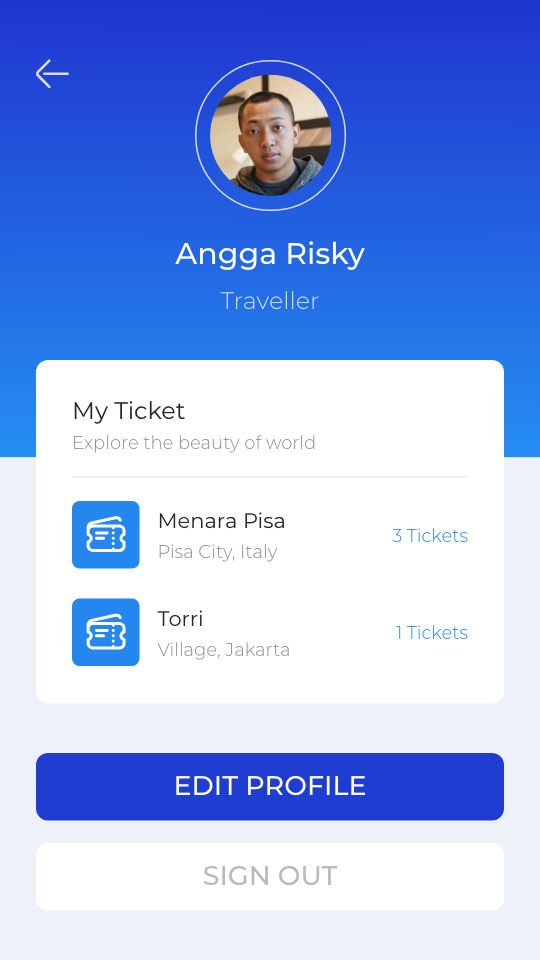 Angga Risky
Traveller
My Ticket
Explore the beauty of world
Menara Pisa
Pisa City, Italy
3 Tickets
Torri
Village, Jakarta
1 Tickets
EDIT PROFILE
SIGN OUT